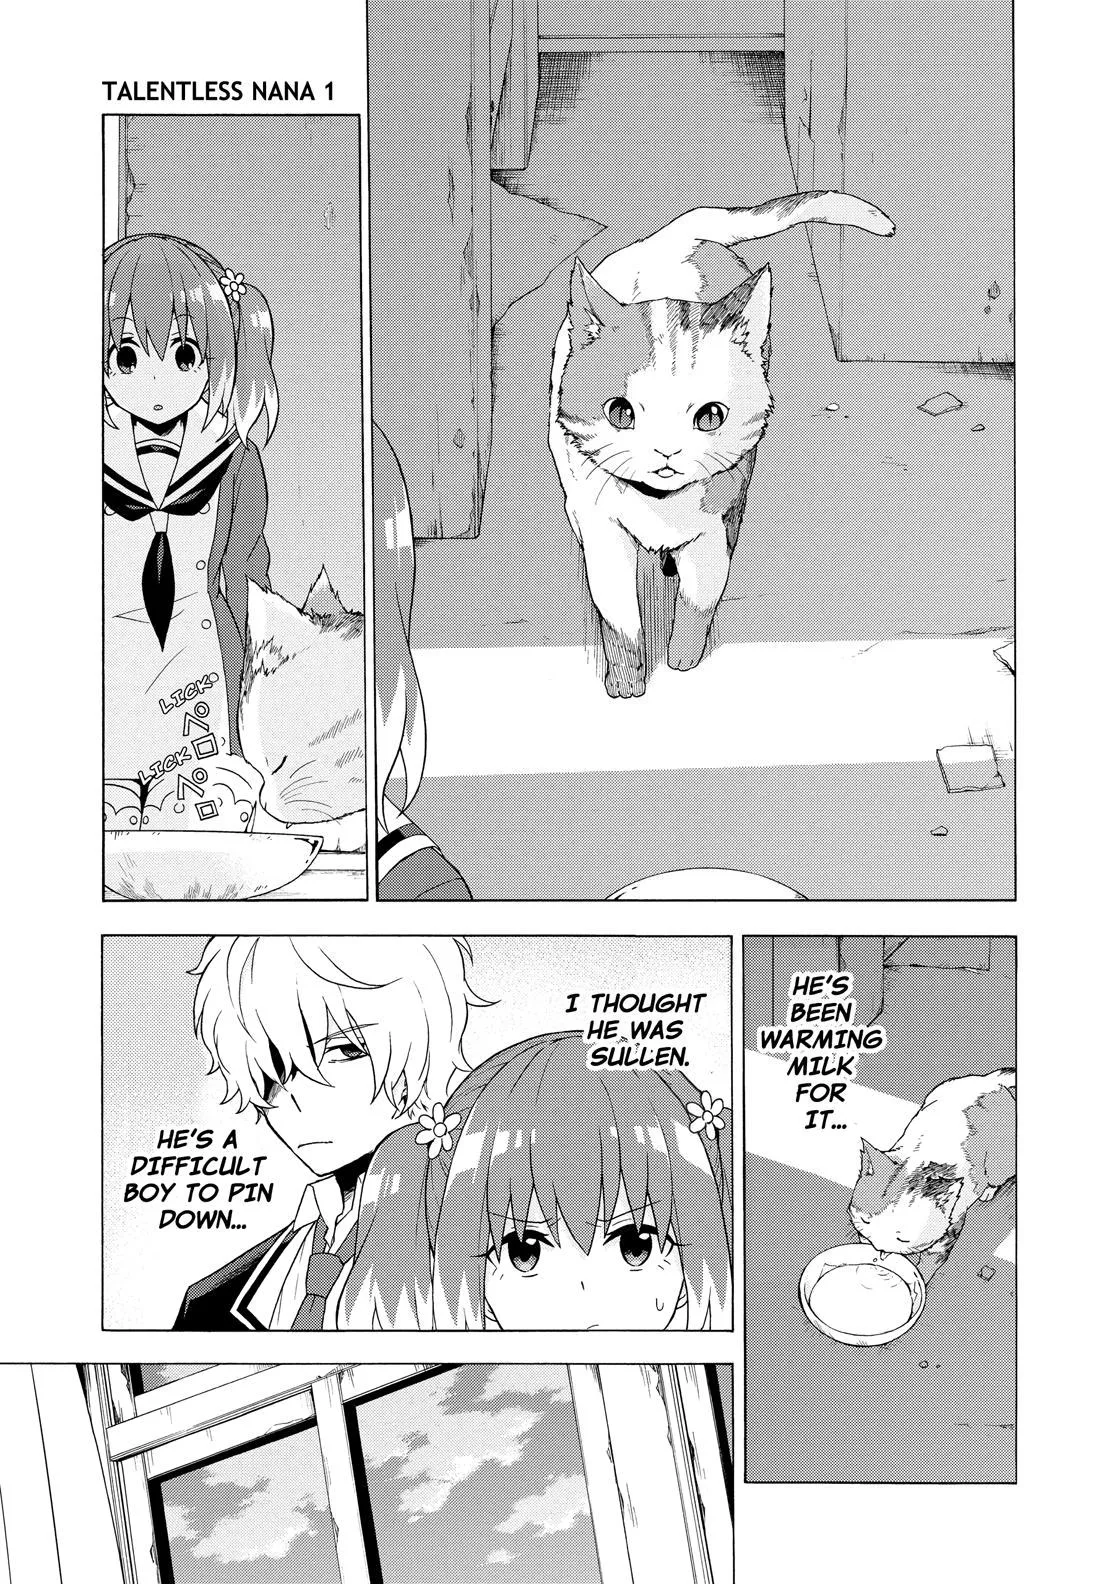 TALENTLESS NANA 1
LICK
ペ
ロ
LICK
ペ
ロ
HE'S
BEEN
WARMING
MILK
FOR
IT...
I THOUGHT
HE WAS
SULLEN.
HE'S A
DIFFICULT
BOY TO PIN
DOWN...